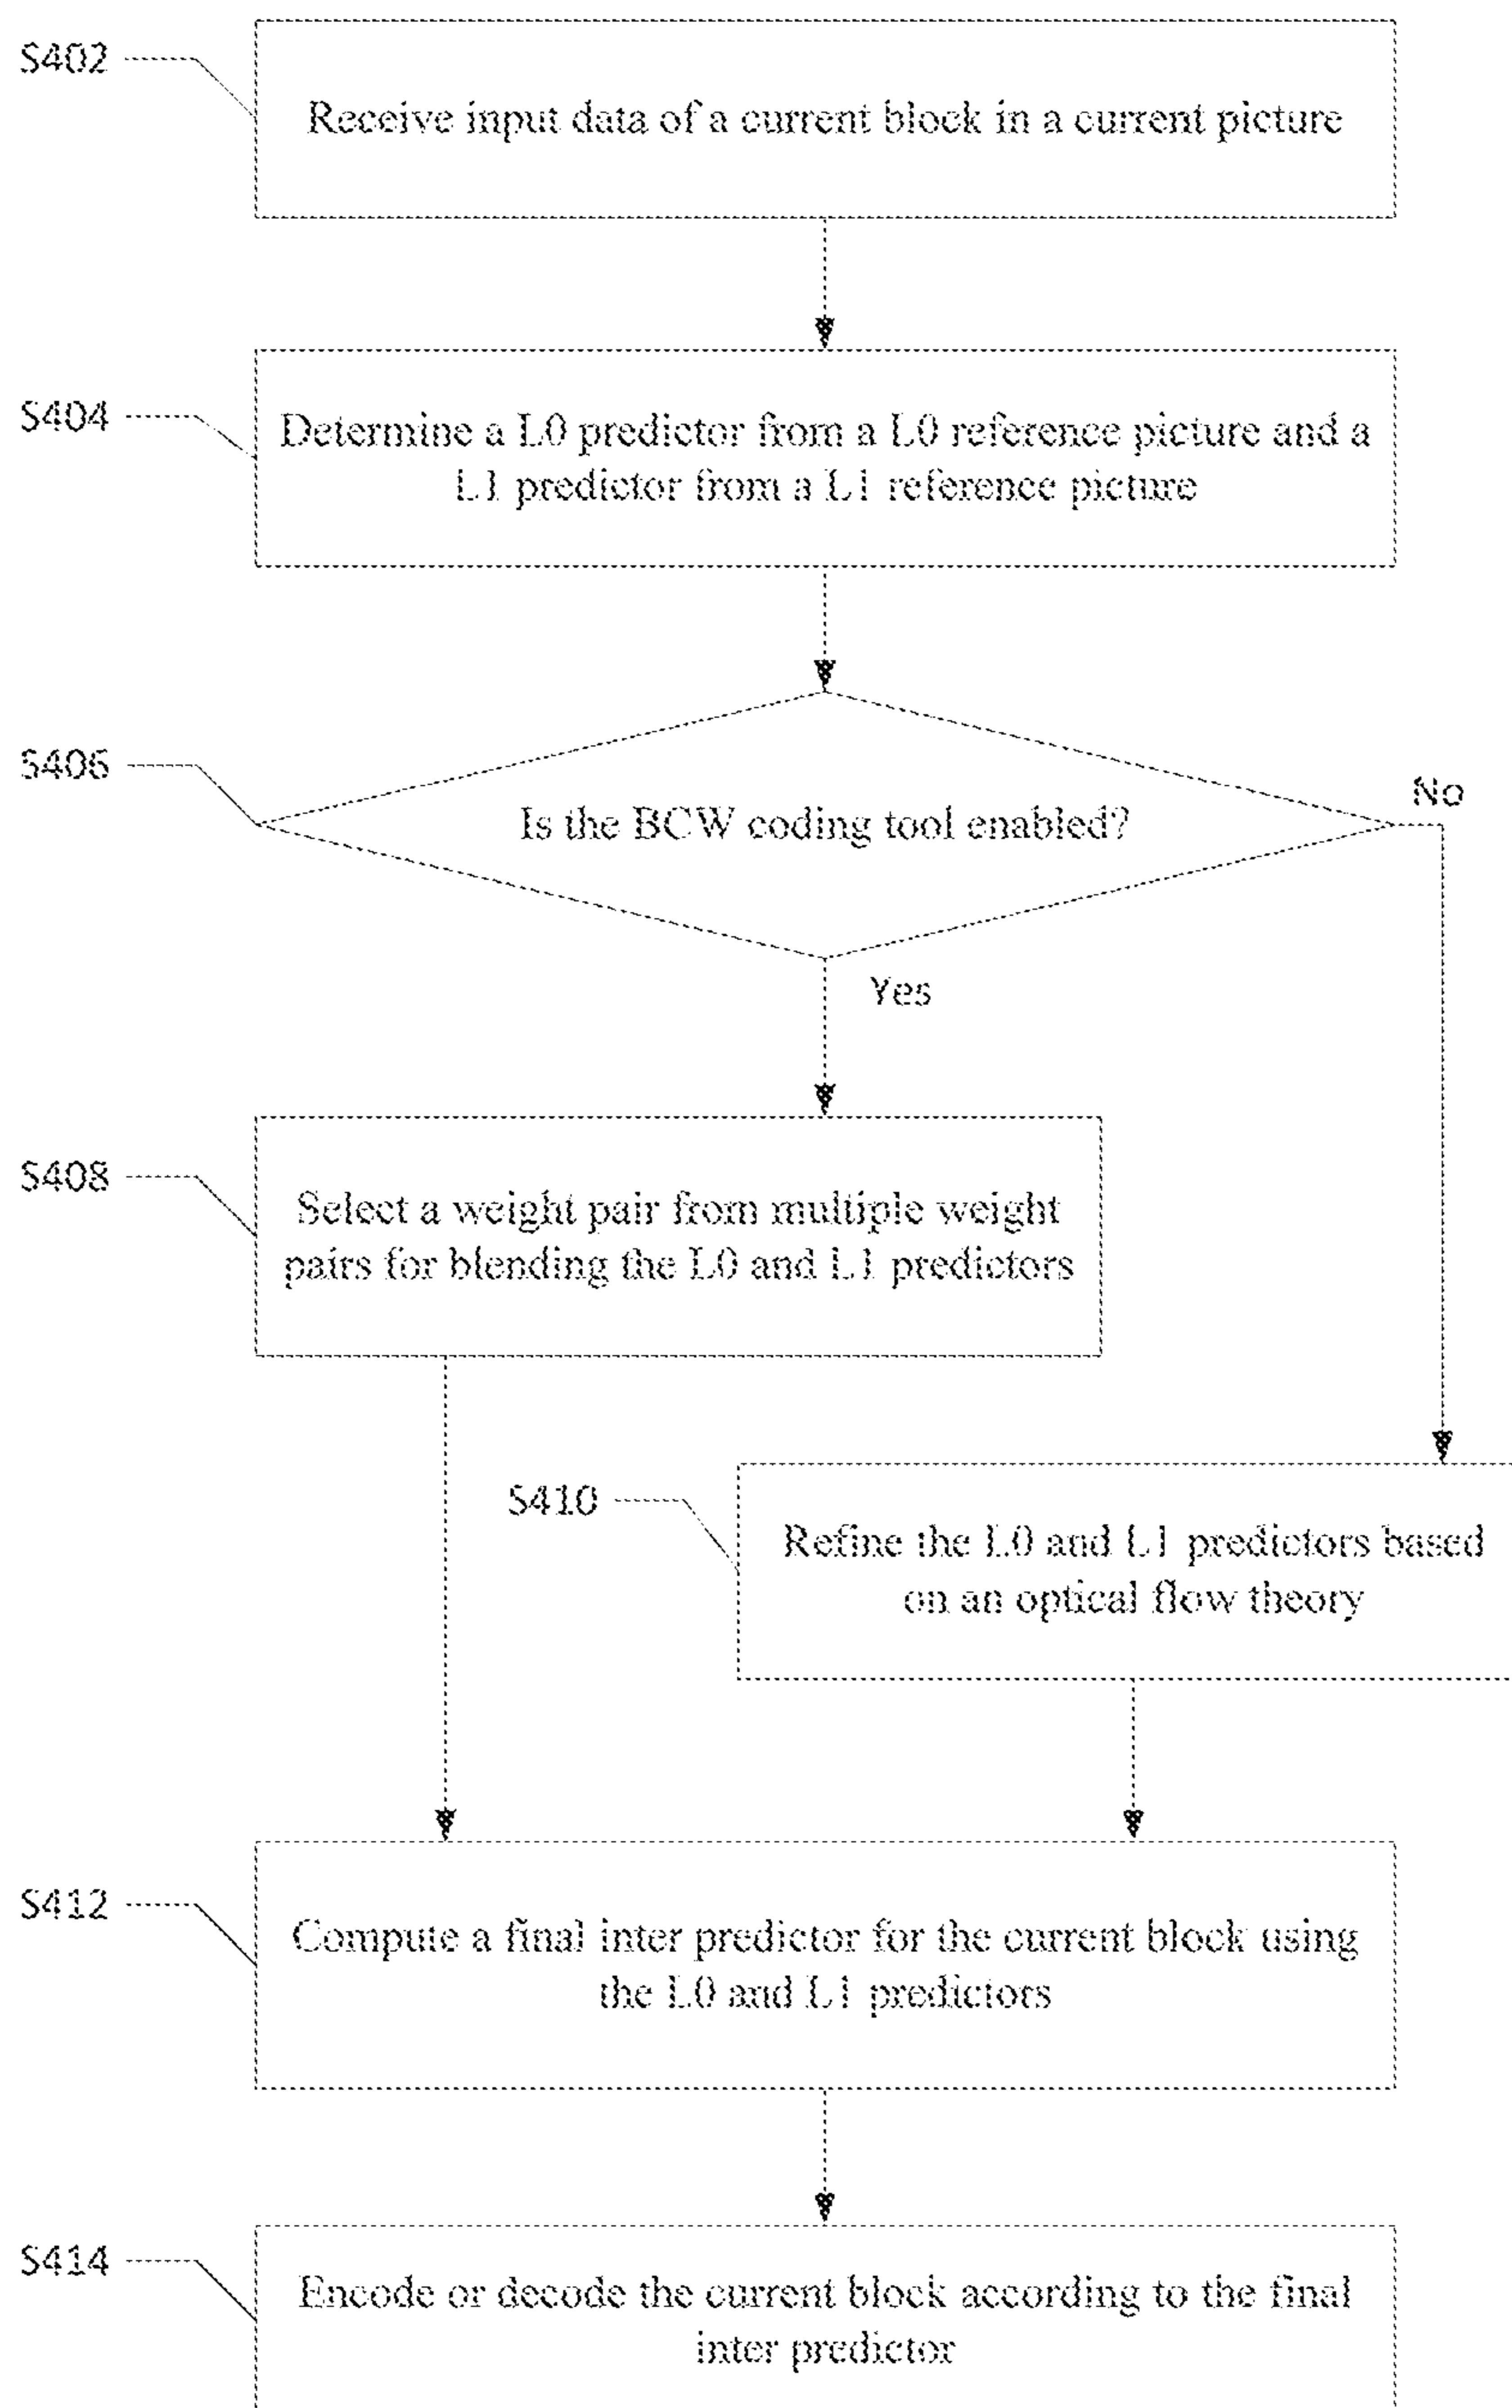 S402
Receive input data of a current block in a current picture
S404
Determine a L0 predictor from a L0 reference picture and a
L1 predictor from a L1 reference picture
S406
Is the BCW coding tool enabled?
No
Yes
S408
Select a weight pair from multiple weight
pairs for blending the L0 and L1 predictors
S410
Refine the L0 and L1 predictors based
on an optical flow theory
S412
Compute a final inter predictor for the current block using
the L0 and L1 predictors
S414
Encode or decode the current block according to the final
inter predictor